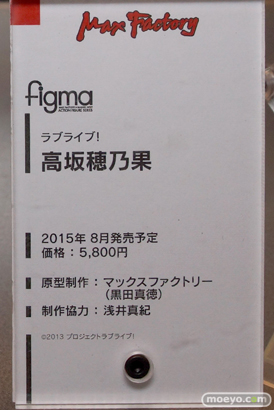 Max Factory
figma
ラブライブ!
高坂穂乃果
2015年 8月発売予定
価格：5,800円
原型制作：マックスファクトリー
（黒田真徳）
制作協力：浅井真紀
©2013 プロジェクトラブライブ!
moeyo.com